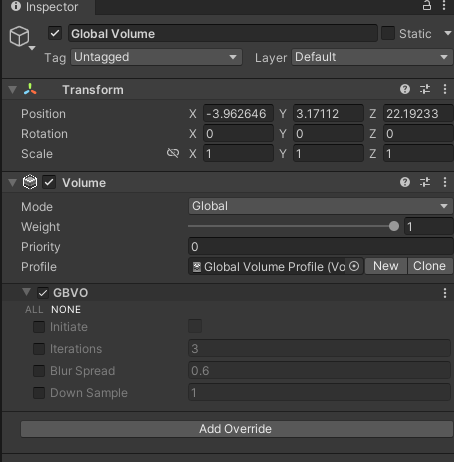 Inspector
Global Volume Static
Tag Untagged Layer Default
Transform
Position X -3.962646 Y 3.17112 Z 22.19233
Rotation X 0 Y 0 Z 0
Scale X 1 Y 1 Z 1
Volume
Mode Global
Weight 1
Priority 0
Profile Global Volume Profile (Vo New Clone
GBVO
ALL NONE
Initiate
Iterations 3
Blur Spread 0.6
Down Sample 1
Add Override